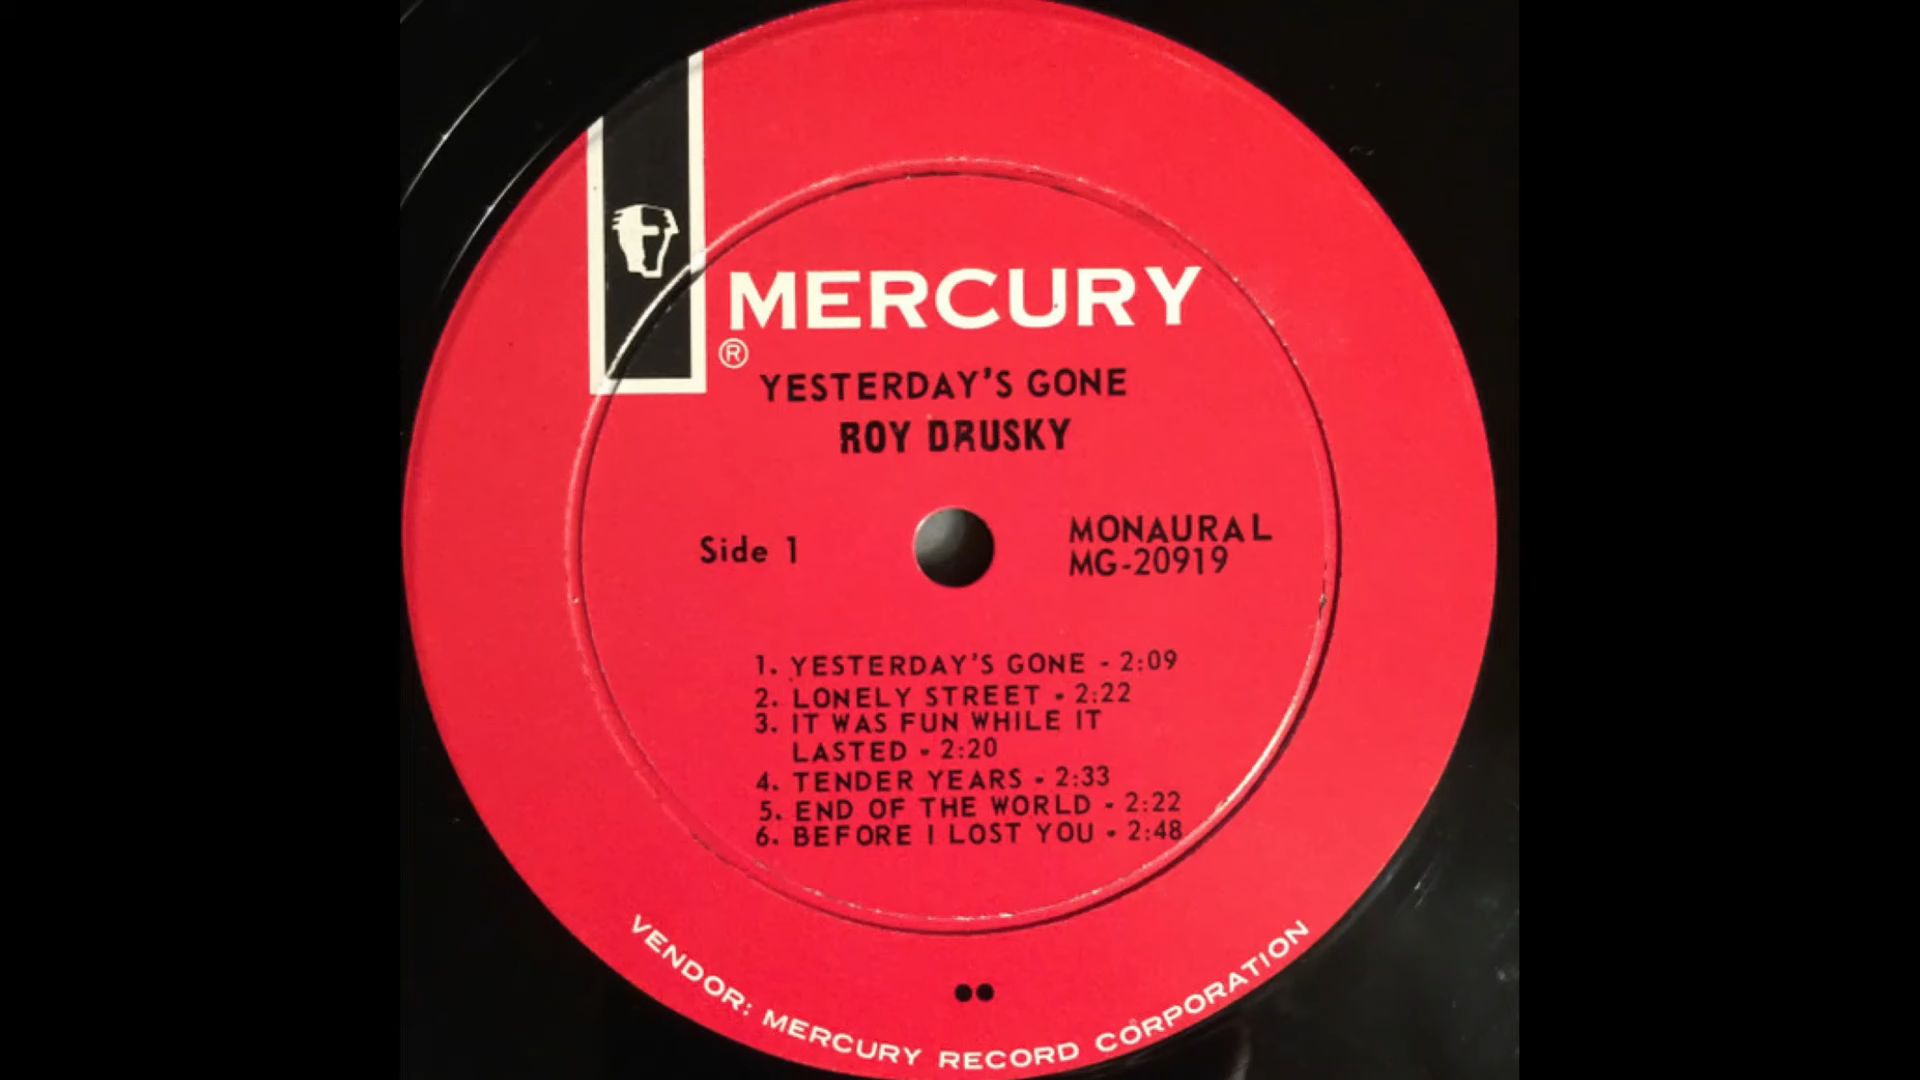 MERCURY
®
YESTERDAY'S GONE
ROY DRUSKY
Side 1
MONAURAL
MG-20919
1. YESTERDAY'S GONE - 2:09
2. LONELY STREET - 2:22
3. IT WAS FUN WHILE IT
LASTED - 2:20
4. TENDER YEARS - 2:33
5. END OF THE WORLD - 2:22
6. BEFORE I LOST YOU - 2:48
VENDOR: MERCURY RECORD CORPORATION